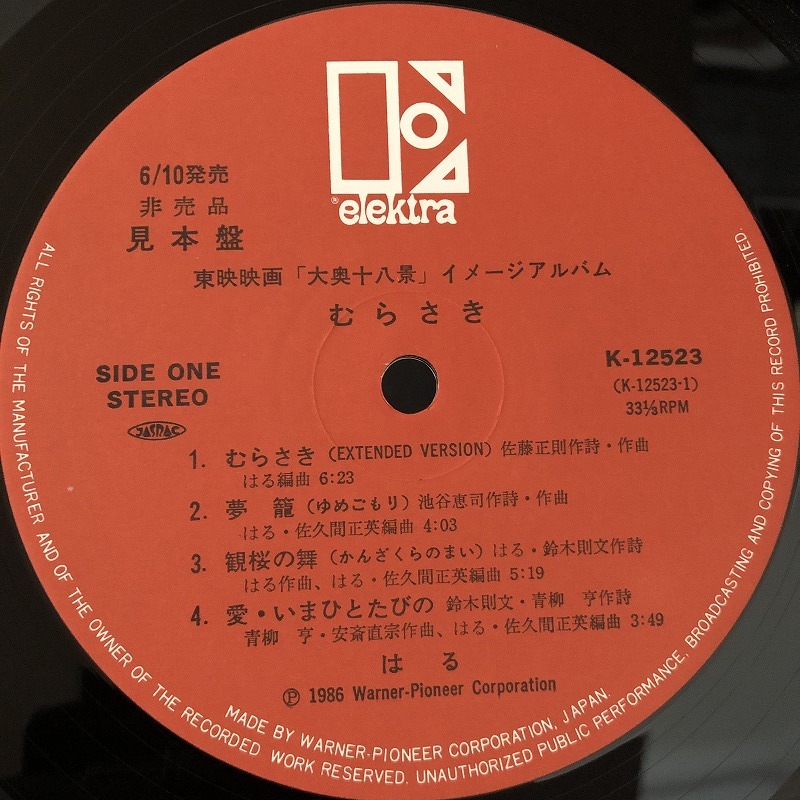 ® elektra
6/10発売
非売品
見本盤
東映映画「大奥十八景」イメージアルバム
むらさき
SIDE ONE
STEREO
JASRAC
K-12523
(K-12523-1)
33⅓RPM
1. むらさき (EXTENDED VERSION) 佐藤正則作詩・作曲
はる編曲 6:23
2. 夢 籠 (ゆめごもり) 池谷恵司作詩・作曲
はる・佐久間正英編曲 4:03
3. 観桜の舞 (かんざくらのまい) はる・鈴木則文作詩
はる作曲、はる・佐久間正英編曲 5:19
4. 愛・いまひとたびの 鈴木則文・青柳 亨作詩
青柳 亨・安斎直宗作曲、はる・佐久間正英編曲 3:49
はる
Ⓟ 1986 Warner-Pioneer Corporation
MADE BY WARNER-PIONEER CORPORATION, JAPAN.
ALL RIGHTS OF THE MANUFACTURER AND OF THE OWNER OF THE RECORDED WORK RESERVED. UNAUTHORIZED PUBLIC PERFORMANCE, BROADCASTING AND COPYING OF THIS RECORD PROHIBITED.